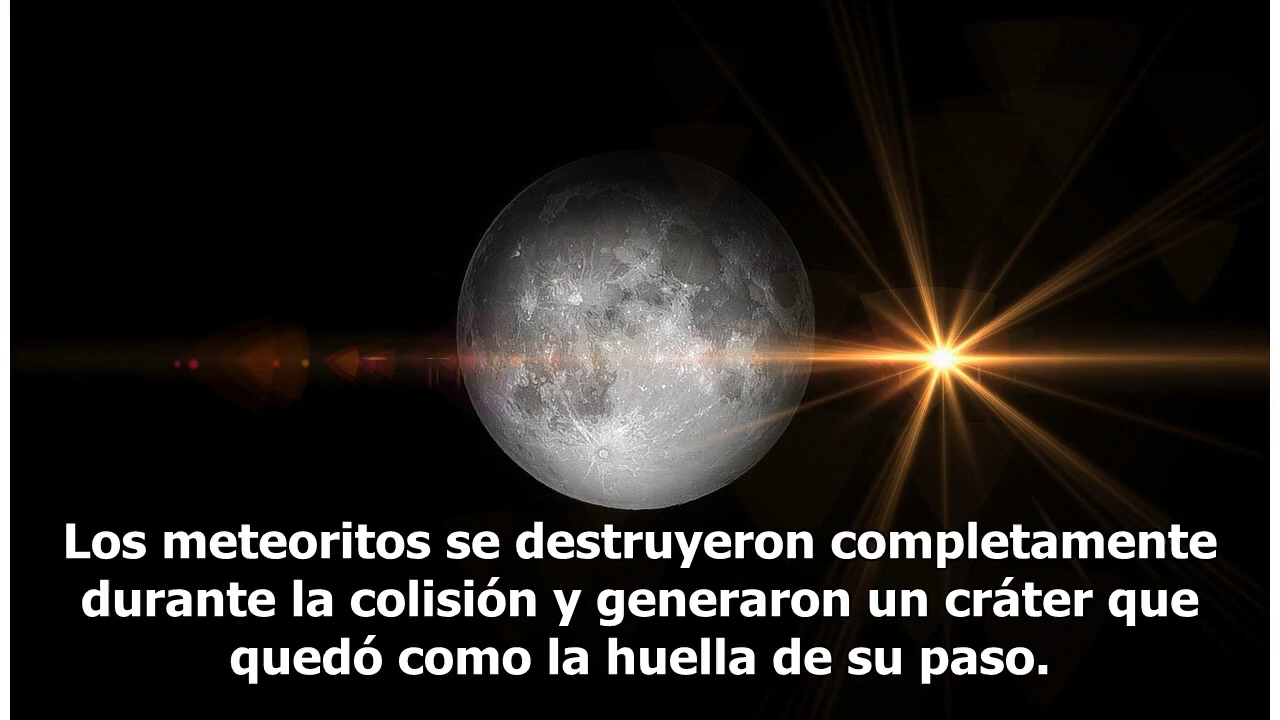 Los meteoritos se destruyeron completamente
durante la colisión y generaron un cráter que
quedó como la huella de su paso.